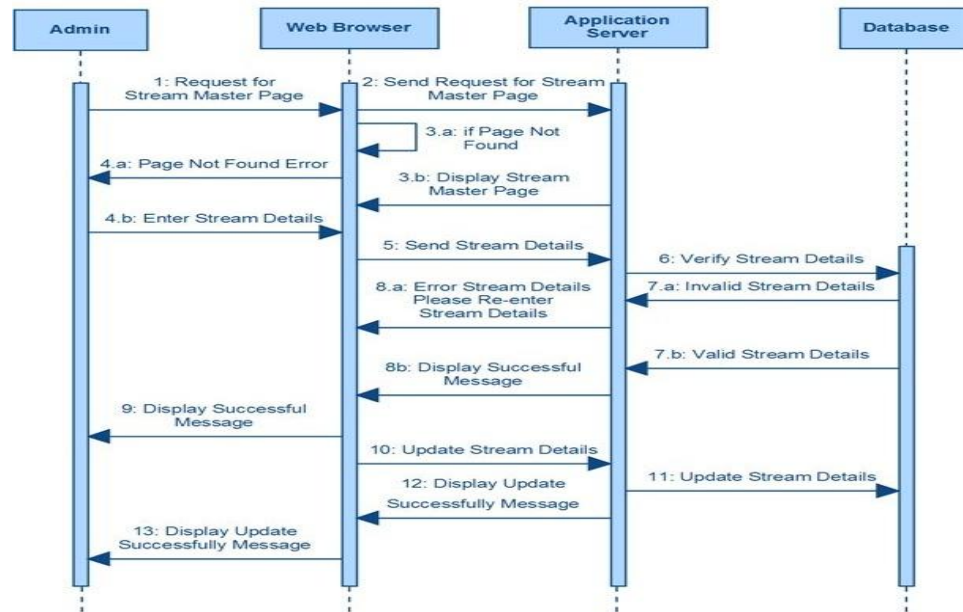 Admin
Web Browser
Application
Server
Database
1: Request for
Stream Master Page
2: Send Request for Stream
Master Page
3.a: if Page Not
Found
4.a: Page Not Found Error
3.b: Display Stream
Master Page
4.b: Enter Stream Details
5: Send Stream Details
6: Verify Stream Details
7.a: Invalid Stream Details
8.a: Error Stream Details
Please Re-enter
Stream Details
7.b: Valid Stream Details
8b: Display Successful
Message
9: Display Successful
Message
10: Update Stream Details
11: Update Stream Details
12: Display Update
Successfully Message
13: Display Update
Successfully Message